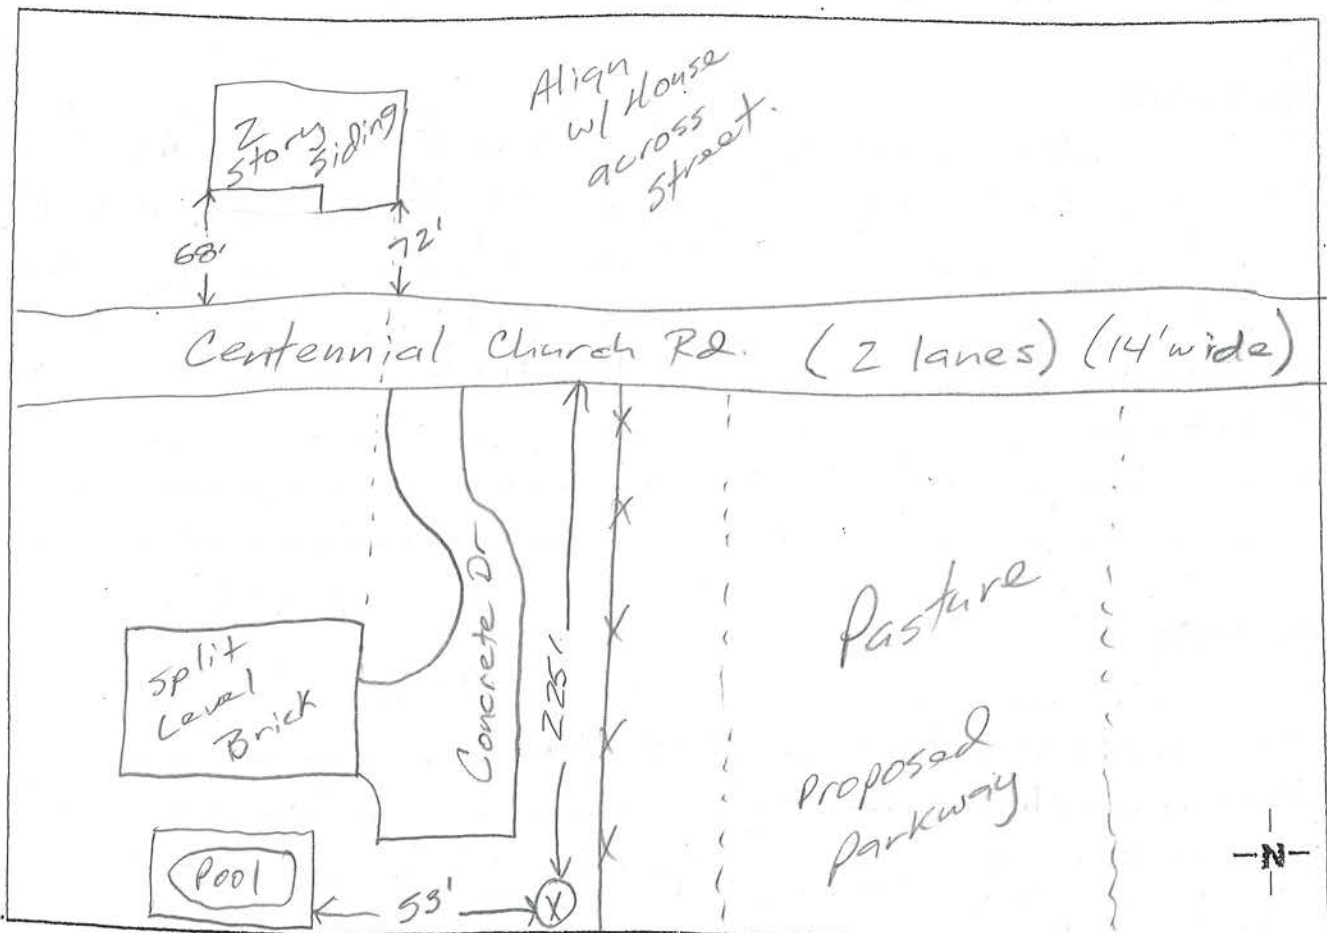 Align
w/ House
across
Street.
2
Story Siding
68'
72'
Centennial Church Rd. (2 lanes) (14' wide)
Concrete Dr
225'
Split
Level
Brick
Pasture
Proposed
Parkway
Pool
53'
X
N